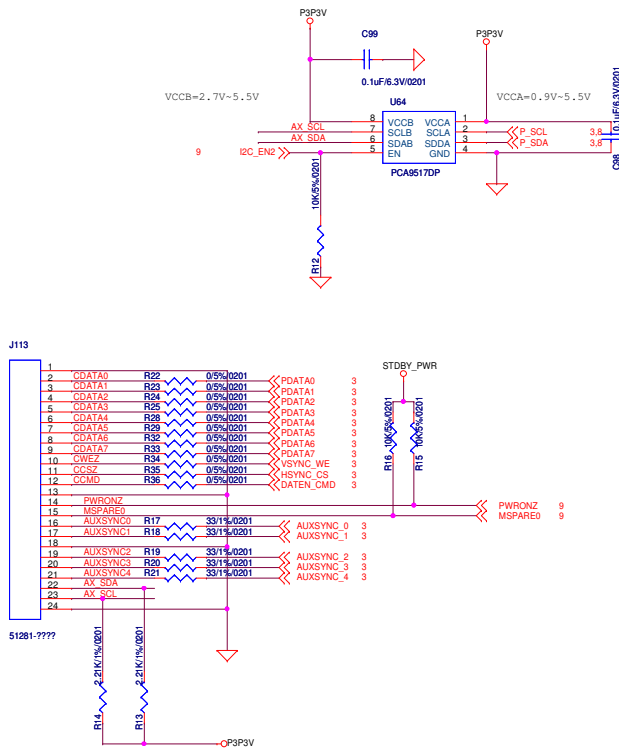 P3P3V
C99
P3P3V
0.1uF/6.3V/0201
VCCB=2.7V~5.5V
VCCA=0.9V~5.5V
0.1uF/6.3V/0201
C98
U64
8 VCCB VCCA 1
AX_SCL 7 SCLB SCLA 2 P_SCL 3,8
AX_SDA 6 SDAB SDDA 3 P_SDA 3,8
9 I2C_EN2 5 EN GND 4
PCA9517DP
10K/5%/0201
R12
J113
1
2 CDATA0 R22 0/5%/0201 PDATA0 3
3 CDATA1 R23 0/5%/0201 PDATA1 3
4 CDATA2 R24 0/5%/0201 PDATA2 3
5 CDATA3 R25 0/5%/0201 PDATA3 3
6 CDATA4 R28 0/5%/0201 PDATA4 3
7 CDATA5 R29 0/5%/0201 PDATA5 3
8 CDATA6 R32 0/5%/0201 PDATA6 3
9 CDATA7 R33 0/5%/0201 PDATA7 3
10 CWEZ R34 0/5%/0201 VSYNC_WE 3
11 CCSZ R35 0/5%/0201 HSYNC_CS 3
12 CCMD R36 0/5%/0201 DATEN_CMD 3
13
14 PWRONZ PWRONZ 9
15 MSPARE0 MSPARE0 9
16 AUXSYNC0 R17 33/1%/0201 AUXSYNC_0 3
17 AUXSYNC1 R18 33/1%/0201 AUXSYNC_1 3
18
19 AUXSYNC2 R19 33/1%/0201 AUXSYNC_2 3
20 AUXSYNC3 R20 33/1%/0201 AUXSYNC_3 3
21 AUXSYNC4 R21 33/1%/0201 AUXSYNC_4 3
22 AX_SDA
23 AX_SCL
24
51281-????
STDBY_PWR
R16 10K/5%/0201
R15 10K/5%/0201
R14 2.21K/1%/0201
R13 2.21K/1%/0201
P3P3V